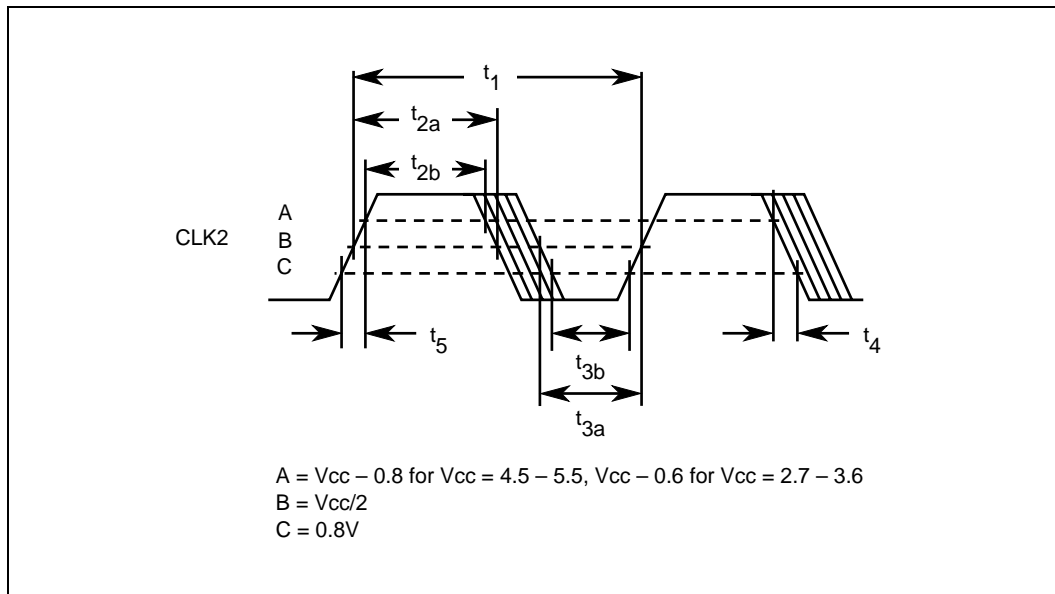 t1
t2a
t2b
A
CLK2 B
C
t5
t4
t3b
t3a
A = Vcc – 0.8 for Vcc = 4.5 – 5.5, Vcc – 0.6 for Vcc = 2.7 – 3.6
B = Vcc/2
C = 0.8V